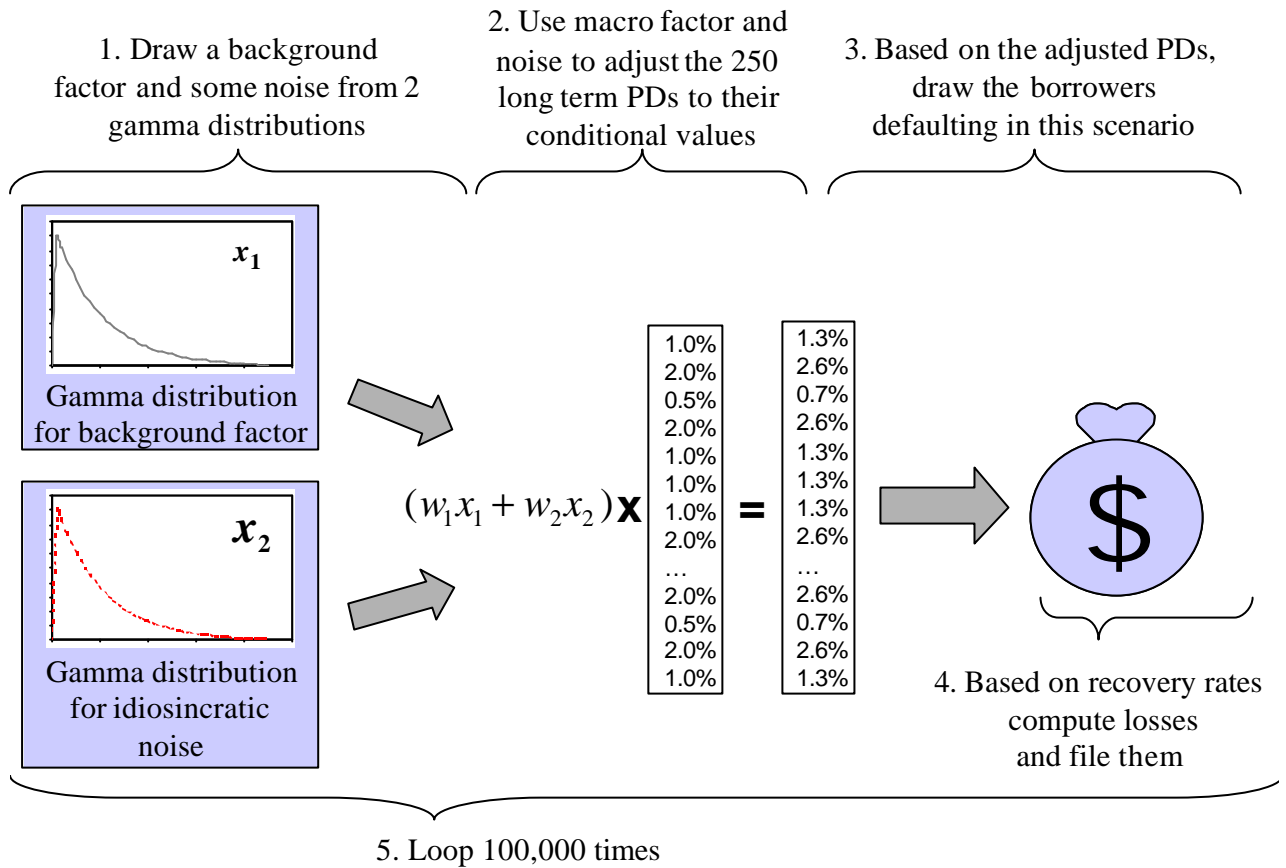 1. Draw a background
factor and some noise from 2
gamma distributions
2. Use macro factor and
noise to adjust the 250
long term PDs to their
conditional values
3. Based on the adjusted PDs,
draw the borrowers
defaulting in this scenario
x1
Gamma distribution
for background factor
x2
Gamma distribution
for idiosincratic
noise
(w1x1 + w2x2) x
1.0%
2.0%
0.5%
2.0%
1.0%
1.0%
1.0%
2.0%
...
2.0%
0.5%
2.0%
1.0%
=
1.3%
2.6%
0.7%
2.6%
1.3%
1.3%
1.3%
2.6%
...
2.6%
0.7%
2.6%
1.3%
$
4. Based on recovery rates
compute losses
and file them
5. Loop 100,000 times